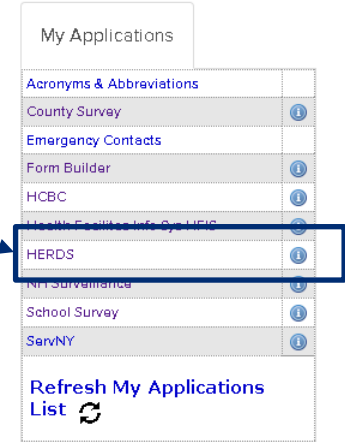 My Applications
Acronyms & Abbreviations
County Survey
Emergency Contacts
Form Builder
HCBC
Health Facilites Info Sys HFIS
HERDS
NH Surveillance
School Survey
ServNY
Refresh My Applications
List